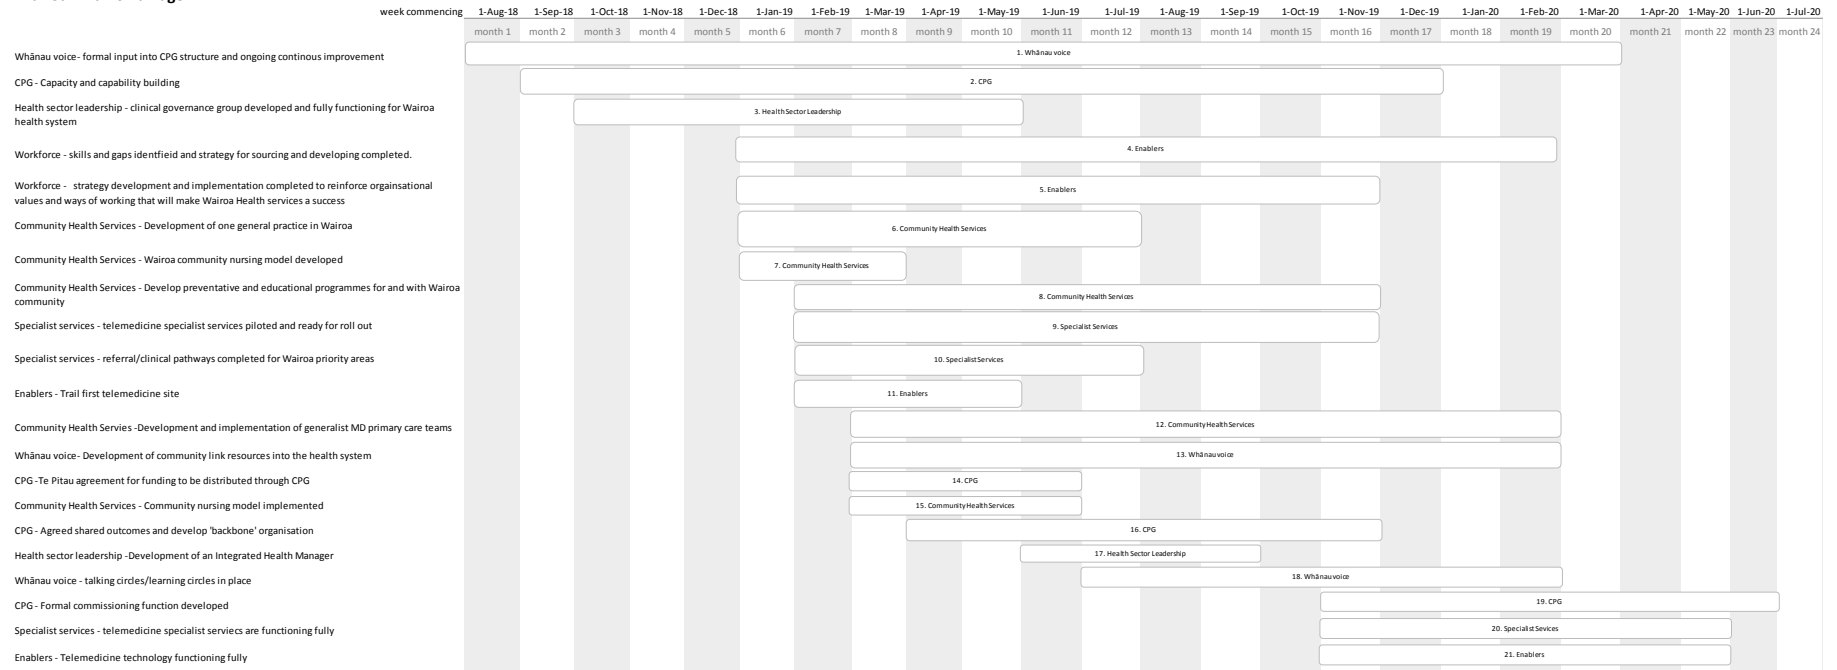 week commencing 1-Aug-18 1-Sep-18 1-Oct-18 1-Nov-18 1-Dec-18 1-Jan-19 1-Feb-19 1-Mar-19 1-Apr-19 1-May-19 1-Jun-19 1-Jul-19 1-Aug-19 1-Sep-19 1-Oct-19 1-Nov-19 1-Dec-19 1-Jan-20 1-Feb-20 1-Mar-20 1-Apr-20 1-May-20 1-Jun-20 1-Jul-20
month 1 month 2 month 3 month 4 month 5 month 6 month 7 month 8 month 9 month 10 month 11 month 12 month 13 month 14 month 15 month 16 month 17 month 18 month 19 month 20 month 21 month 22 month 23 month 24
Whānau voice- formal input into CPG structure and ongoing continous improvement
1. Whānau voice
CPG - Capacity and capability building
2. CPG
Health sector leadership - clinical governance group developed and fully functioning for Wairoa
health system
3. Health Sector Leadership
Workforce - skills and gaps identfieid and strategy for sourcing and developing completed.
4. Enablers
Workforce - strategy development and implementation completed to reinforce orgainsational
values and ways of working that will make Wairoa Health services a success
5. Enablers
Community Health Services - Development of one general practice in Wairoa
6. Community Health Services
Community Health Services - Wairoa community nursing model developed
7. Community Health Services
Community Health Services - Develop preventative and educational programmes for and with Wairoa
community
8. Community Health Services
Specialist services - telemedicine specialist services piloted and ready for roll out
9. Specialist Services
Specialist services - referral/clinical pathways completed for Wairoa priority areas
10. Specialist Services
Enablers - Trail first telemedicine site
11. Enablers
Community Health Servies -Development and implementation of generalist MD primary care teams
12. Community Health Services
Whānau voice- Development of community link resources into the health system
13. Whānau voice
CPG -Te Pitau agreement for funding to be distributed through CPG
14. CPG
Community Health Services - Community nursing model implemented
15. Community Health Services
CPG - Agreed shared outcomes and develop 'backbone' organisation
16. CPG
Health sector leadership -Development of an Integrated Health Manager
17. Health Sector Leadership
Whānau voice - talking circles/learning circles in place
18. Whānau voice
CPG - Formal commissioning function developed
19. CPG
Specialist services - telemedicine specialist serviecs are functioning fully
20. Specialist Sevices
Enablers - Telemedicine technology functioning fully
21. Enablers